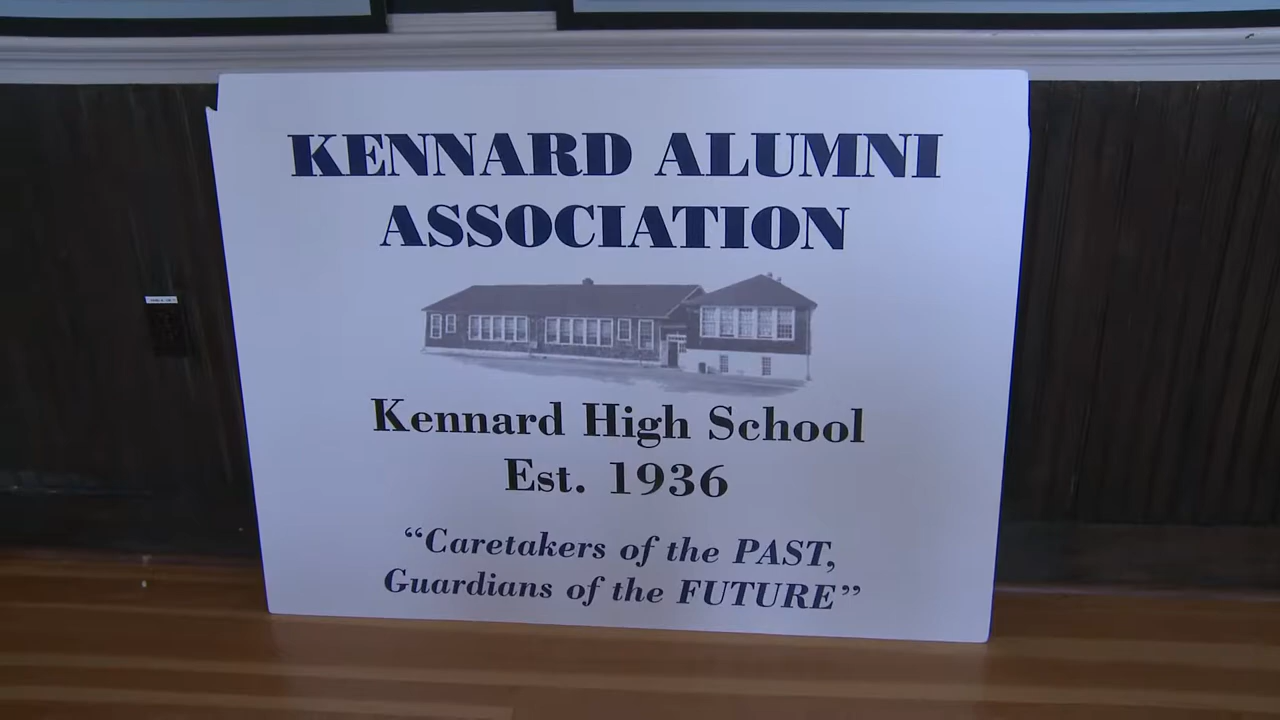 KENNARD ALUMNI
ASSOCIATION
Kennard High School
Est. 1936
“Caretakers of the PAST,
Guardians of the FUTURE”